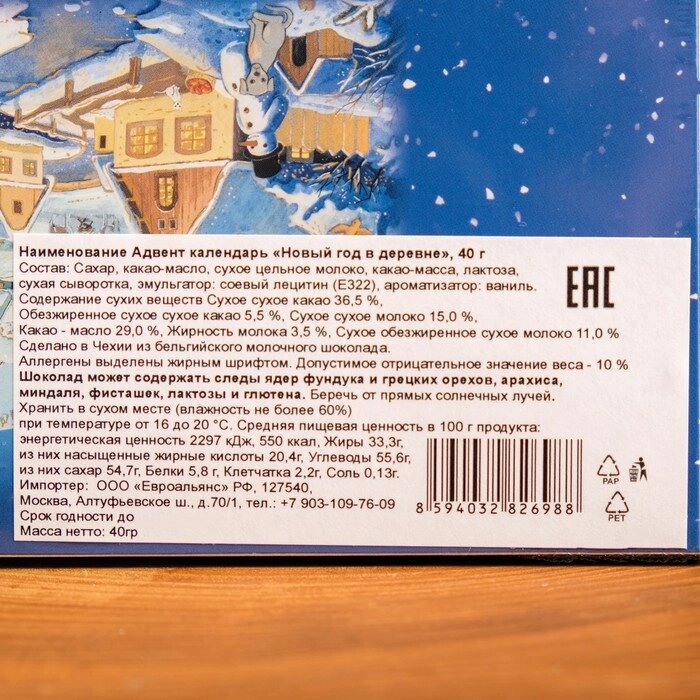 Наименование Адвент календарь «Новый год в деревне», 40 г
Состав: Сахар, какао-масло, сухое цельное молоко, какао-масса, лактоза,
сухая сыворотка, эмульгатор: соевый лецитин (E322), ароматизатор: ваниль.
Содержание сухих веществ Сухое сухое какао 36,5 %,
Обезжиренное сухое сухое какао 5,5 %, Сухое сухое молоко 15,0 %,
Какао - масло 29,0 %, Жирность молока 3,5 %, Сухое обезжиренное сухое молоко 11,0 %
Сделано в Чехии из бельгийского молочного шоколада.
Аллергены выделены жирным шрифтом. Допустимое отрицательное значение веса - 10 %
Шоколад может содержать следы ядер фундука и грецких орехов, арахиса,
миндаля, фисташек, лактозы и глютена. Беречь от прямых солнечных лучей.
Хранить в сухом месте (влажность не более 60%)
при температуре от 16 до 20 °С. Средняя пищевая ценность в 100 г продукта:
энергетическая ценность 2297 кДж, 550 ккал, Жиры 33,3г,
из них насыщенные жирные кислоты 20,4г, Углеводы 55,6г,
из них сахар 54,7г, Белки 5,8 г, Клетчатка 2,2г, Соль 0,13г.
Импортер: ООО «Евроальянс» РФ, 127540,
Москва, Алтуфьевское ш., д.70/1, тел.: +7 903-109-76-09
Срок годности до
Масса нетто: 40гр
EAC
8 594032 826988
PAP
PET